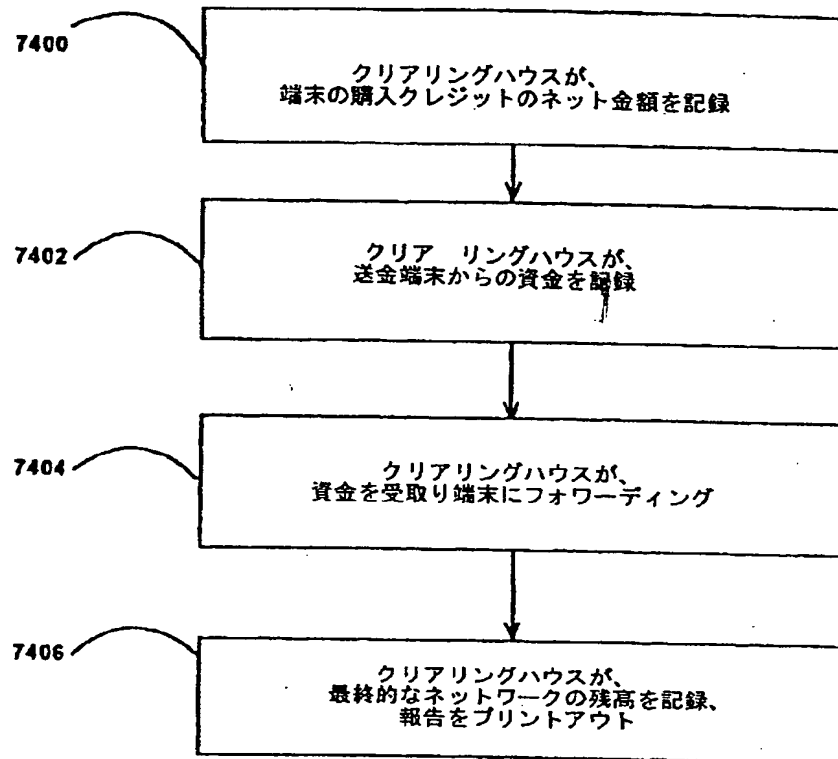 7400
クリアリングハウスが、
端末の購入クレジットのネット金額を記録
7402
クリア リングハウスが、
送金端末からの資金を記録
7404
クリアリングハウスが、
資金を受取り端末にフォワーディング
7406
クリアリングハウスが、
最終的なネットワークの残高を記録、
報告をプリントアウト